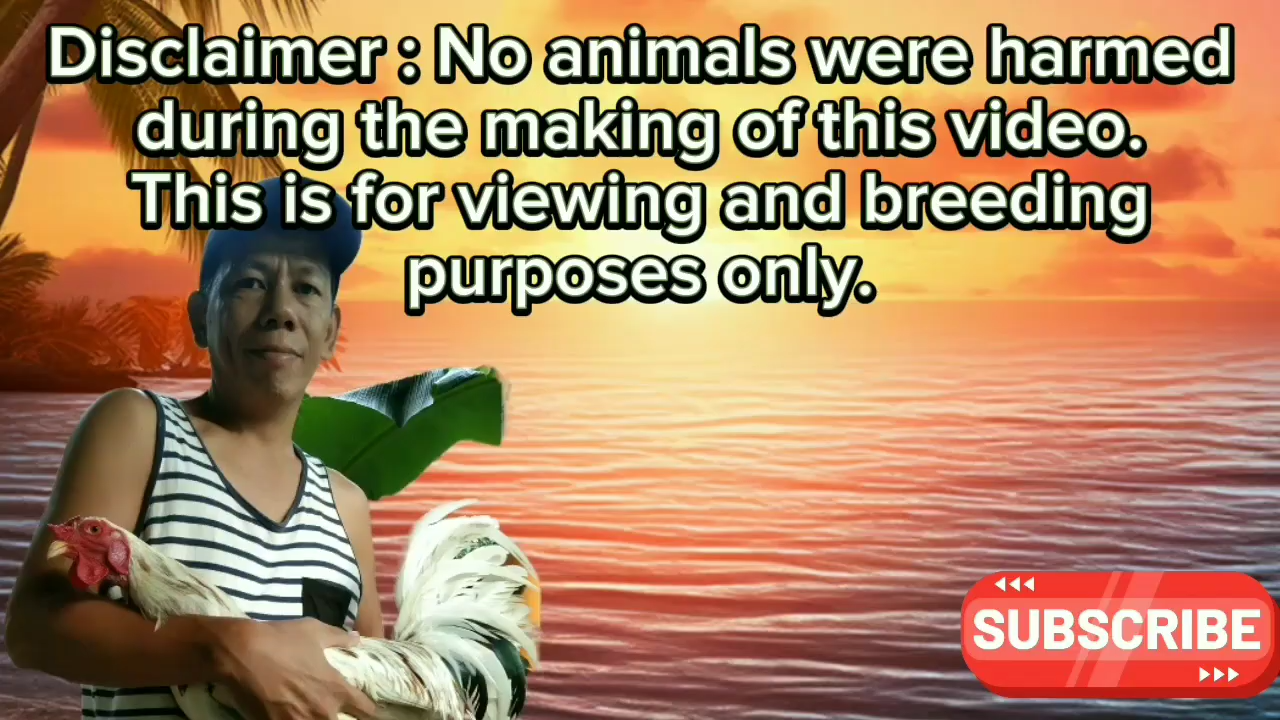 Disclaimer : No animals were harmed
during the making of this video.
This is for viewing and breeding
purposes only.
SUBSCRIBE